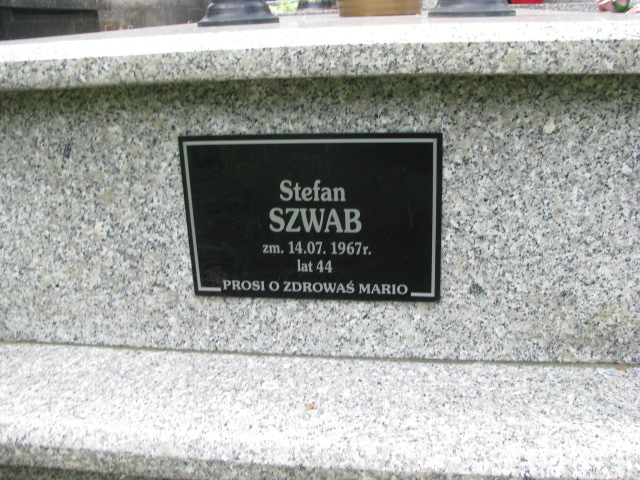 Stefan
SZWAB
zm. 14.07. 1967r.
lat 44
PROSI O ZDROWAŚ MARIO